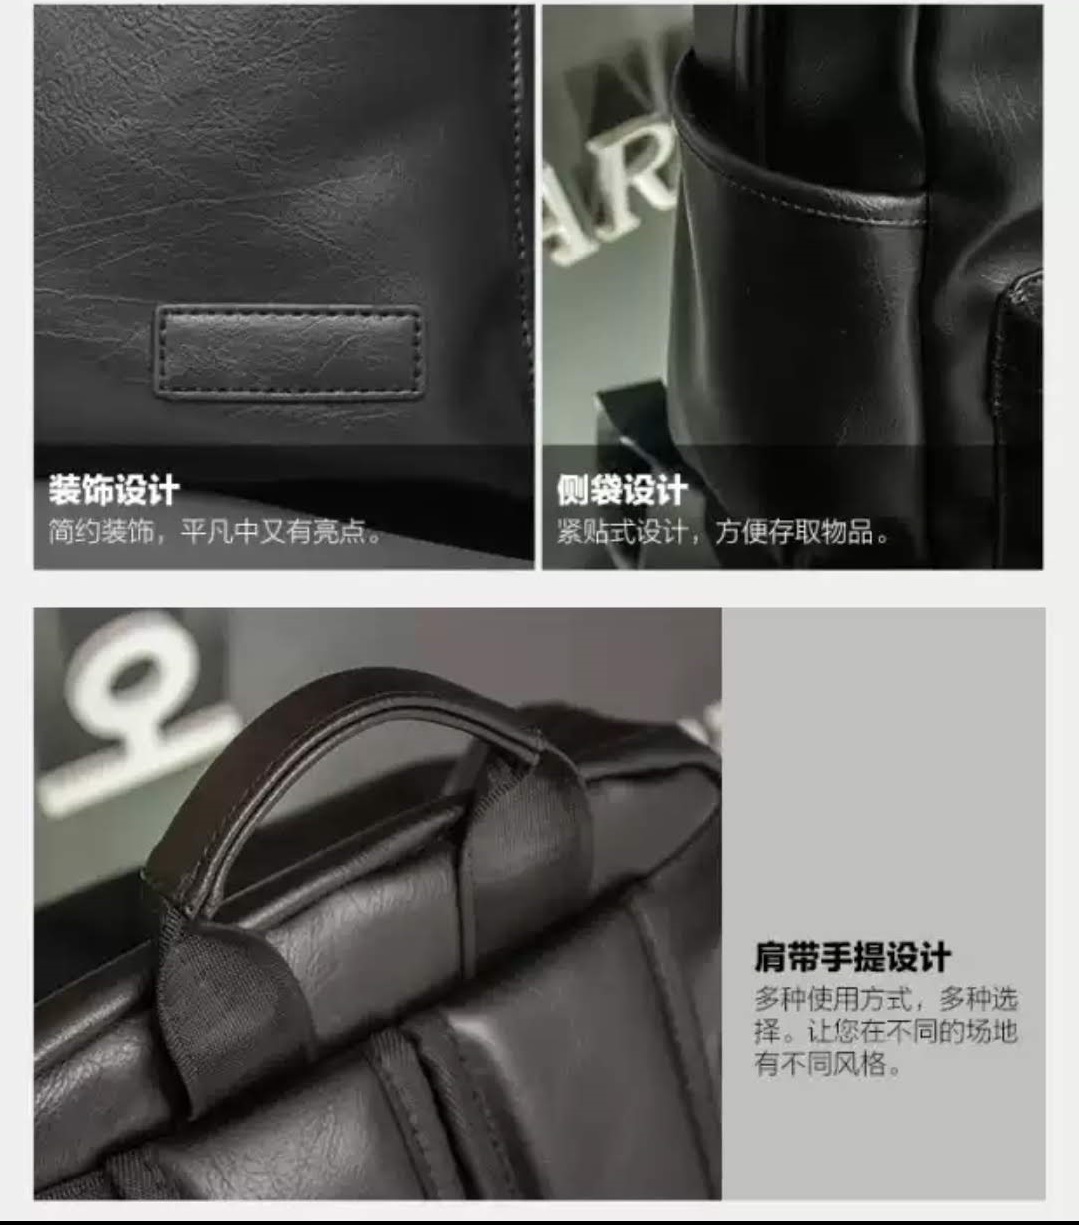 AR
装饰设计
简约装饰，平凡中又有亮点。
侧袋设计
紧贴式设计，方便存取物品。
肩带手提设计
多种使用方式，多种选
择。让您在不同的场地
有不同风格。